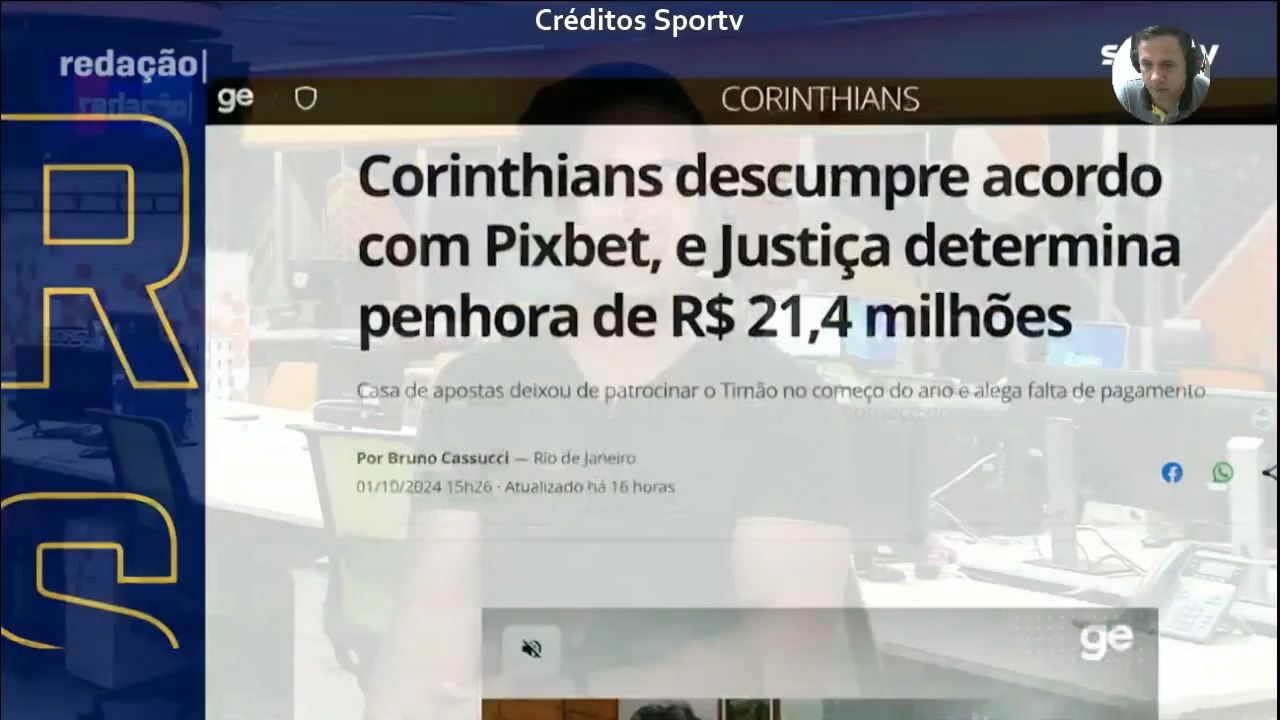 Créditos Sportv
redação|
redação|
ge
CORINTHIANS
Corinthians descumpre acordo
com Pixbet, e Justiça determina
penhora de R$ 21,4 milhões
Casa de apostas deixou de patrocinar o Timão no começo do ano e alega falta de pagamento
Por Bruno Cassucci — Rio de Janeiro
01/10/2024 15h26 · Atualizado há 16 horas
ge
R
S